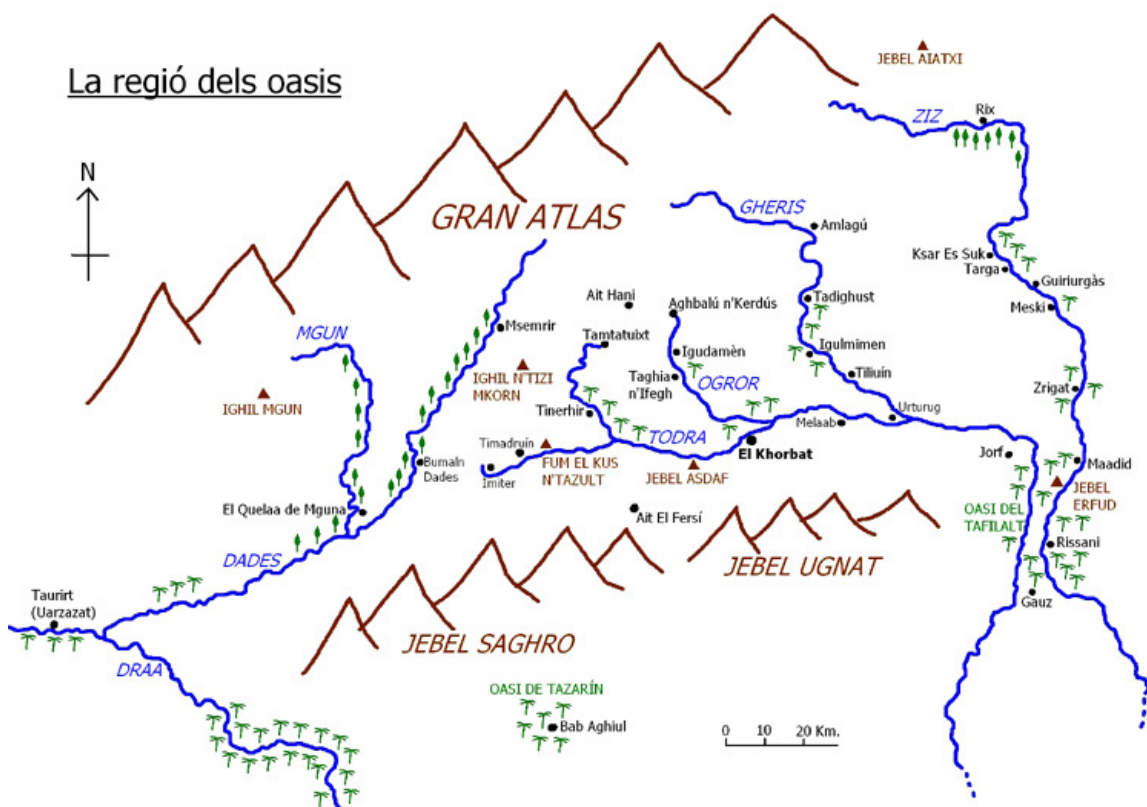 La regió dels oasis
JEBEL AIATXI
ZIZ
Rix
N
GRAN ATLAS
GHERIS
Amlagú
Ksar Es Suk
Targa
Guiriurgàs
Meski
Ait Hani
Aghbalú n'Kerdús
Tadighust
MGUN
Msemrir
Tamtatuixt
Igudamèn
Igulmimen
IGHIL N'TIZI
MKORN
Taghia
n'Ifegh
OGROR
Tiliuín
Zrigat
IGHIL MGUN
Tinerhir
Urturug
Melaab
TODRA
El Khorbat
Timadruín
Bumaln
Dades
Imiter
FUM EL KUS
N'TAZULT
JEBEL ASDAF
Jorf
Maadid
JEBEL
ERFUD
El Quelaa de Mguna
Ait El Fersí
OASI DEL
TAFILALT
Rissani
DADES
JEBEL UGNAT
Taurirt
(Uarzazat)
Gauz
JEBEL SAGHRO
DRAA
OASI DE TAZARÍN
Bab Aghiul
0 10 20 Km.